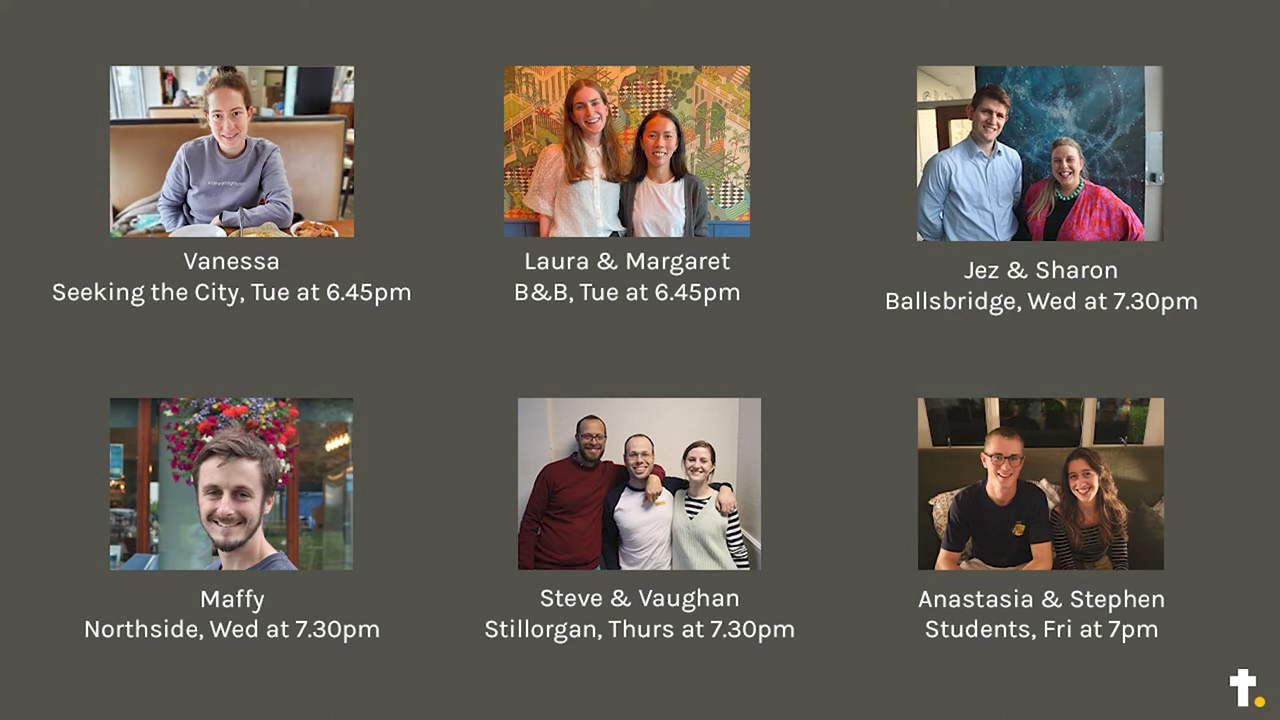 Vanessa
Seeking the City, Tue at 6.45pm
Laura & Margaret
B&B, Tue at 6.45pm
Jez & Sharon
Ballsbridge, Wed at 7.30pm
Maffy
Northside, Wed at 7.30pm
Steve & Vaughan
Stillorgan, Thurs at 7.30pm
Anastasia & Stephen
Students, Fri at 7pm